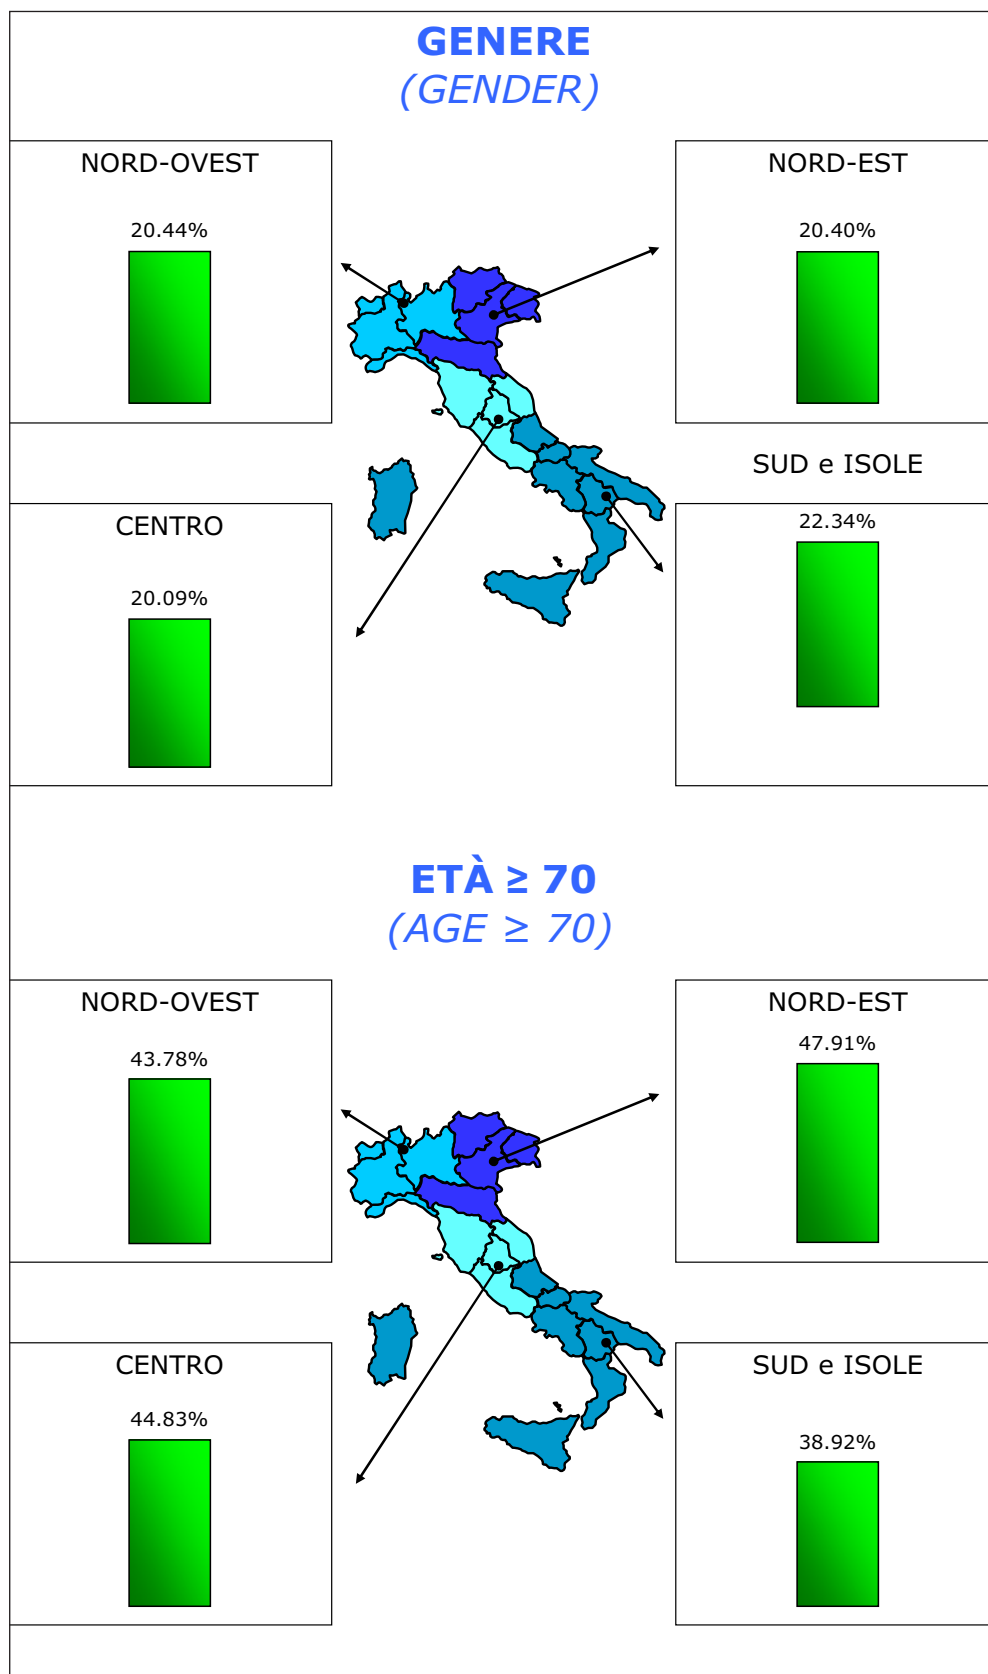 GENERE
(GENDER)
NORD-OVEST
20.44%
NORD-EST
20.40%
CENTRO
20.09%
SUD e ISOLE
22.34%
ETÀ ≥ 70
(AGE ≥ 70)
NORD-OVEST
43.78%
NORD-EST
47.91%
CENTRO
44.83%
SUD e ISOLE
38.92%